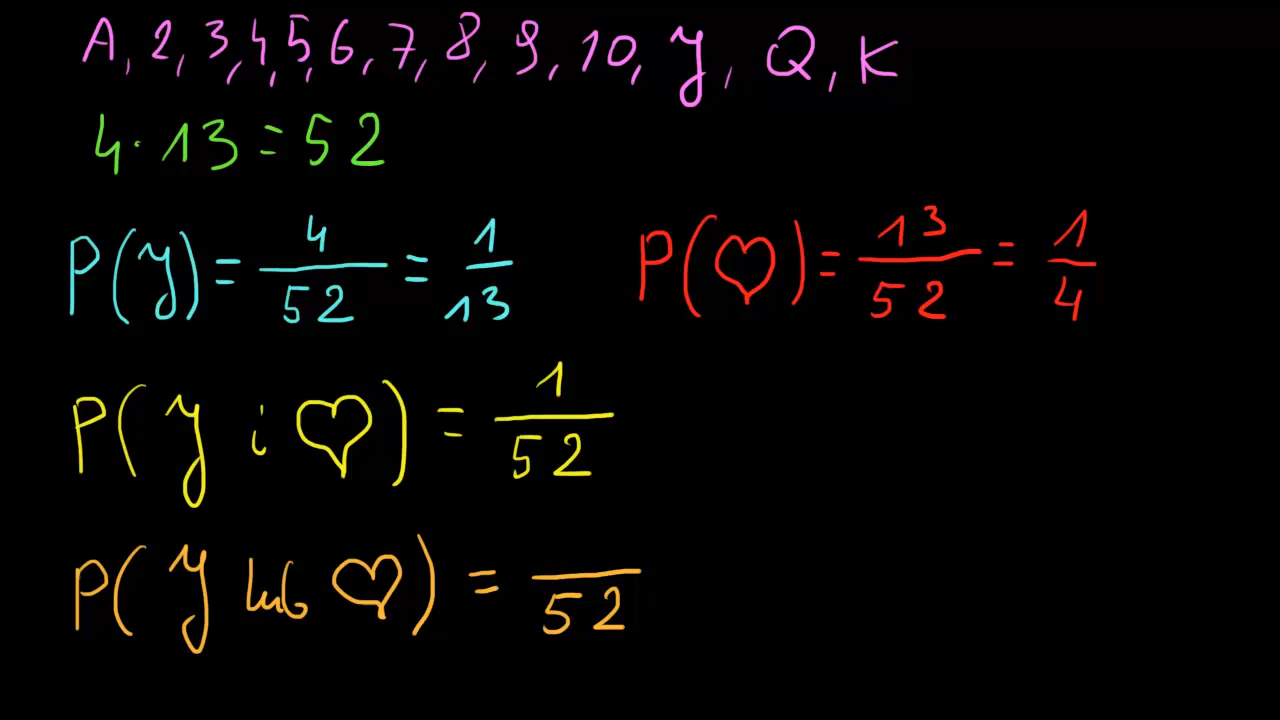 A, 2, 3, 4, 5, 6, 7, 8, 9, 10, J, Q, K
4 · 13 = 52
P(J) = 4/52 = 1/13 P(♡) = 13/52 = 1/4
P(J i ♡) = 1/52
P(J lub ♡) = /52